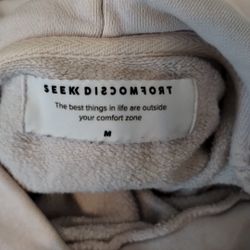 SEEK DISCOMFORT
The best things in life are outside
your comfort zone
M